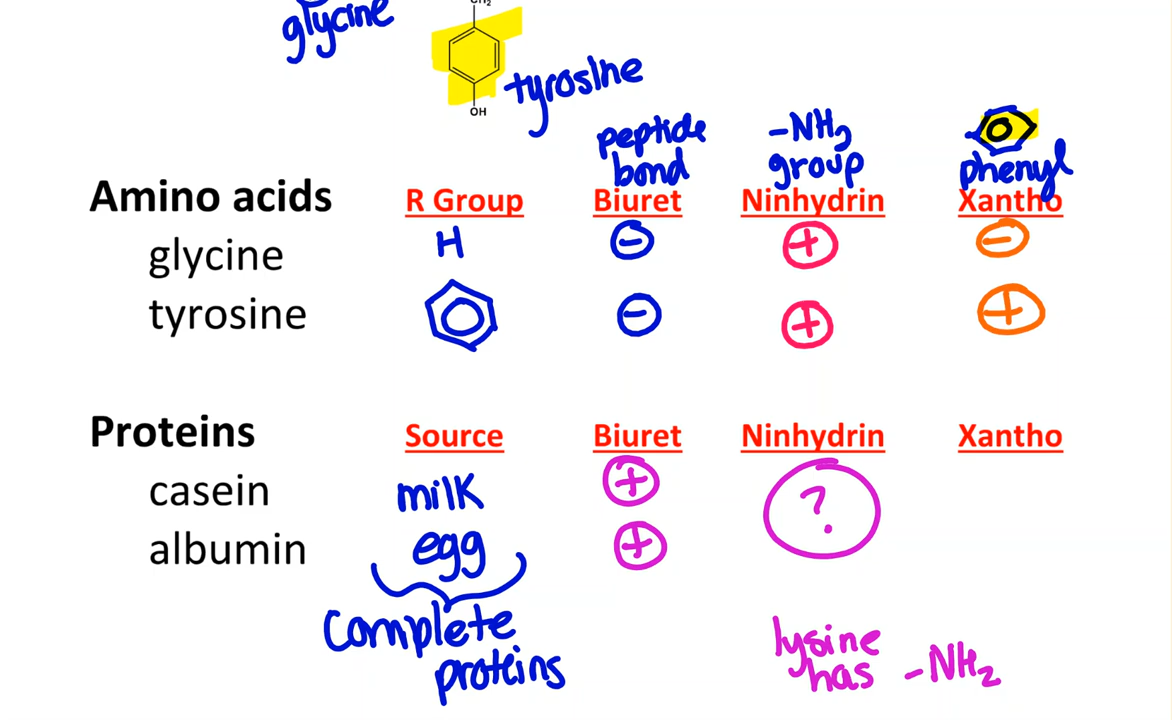 glycine
CH2
tyrosine
OH
peptide bond
-NH2 group
phenyl
Amino acids R Group Biuret Ninhydrin Xantho
glycine H - + -
tyrosine - + +
Proteins Source Biuret Ninhydrin Xantho
casein milk + ?
albumin egg +
complete
proteins
lysine
has -NH2